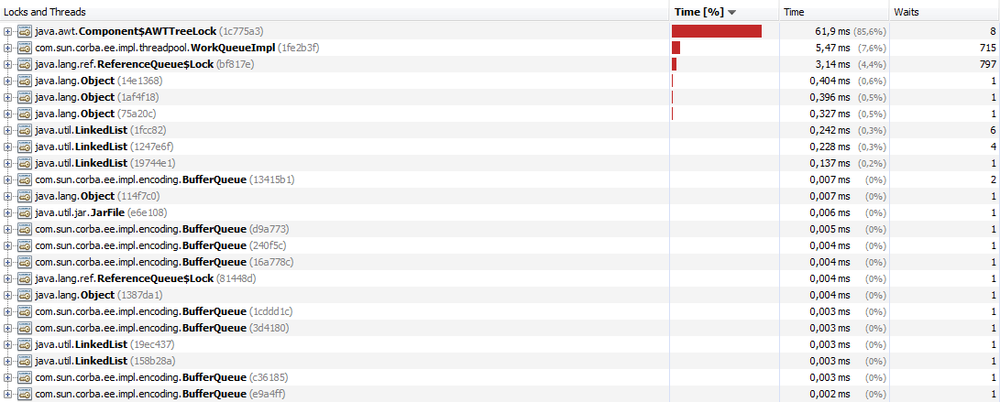 Locks and Threads Time [%] Time Waits
java.awt.Component$AWTTreeLock (1c775a3) 61,9 ms (85,6%) 8
com.sun.corba.ee.impl.threadpool.WorkQueueImpl (1fe2b3f) 5,47 ms (7,6%) 715
java.lang.ref.ReferenceQueue$Lock (bf817e) 3,14 ms (4,4%) 797
java.lang.Object (14e1368) 0,404 ms (0,6%) 1
java.lang.Object (1af4f18) 0,396 ms (0,5%) 1
java.lang.Object (75a20c) 0,327 ms (0,5%) 1
java.util.LinkedList (1fcc82) 0,242 ms (0,3%) 6
java.util.LinkedList (1247e6f) 0,228 ms (0,3%) 4
java.util.LinkedList (19744e1) 0,137 ms (0,2%) 1
com.sun.corba.ee.impl.encoding.BufferQueue (13415b1) 0,007 ms (0%) 2
java.lang.Object (114f7c0) 0,007 ms (0%) 1
java.util.jar.JarFile (e6e108) 0,006 ms (0%) 1
com.sun.corba.ee.impl.encoding.BufferQueue (d9a773) 0,005 ms (0%) 1
com.sun.corba.ee.impl.encoding.BufferQueue (240f5c) 0,004 ms (0%) 1
com.sun.corba.ee.impl.encoding.BufferQueue (16a778c) 0,004 ms (0%) 1
java.lang.ref.ReferenceQueue$Lock (81448d) 0,004 ms (0%) 1
java.lang.Object (1387da1) 0,004 ms (0%) 1
com.sun.corba.ee.impl.encoding.BufferQueue (1cddd1c) 0,003 ms (0%) 1
com.sun.corba.ee.impl.encoding.BufferQueue (3d4180) 0,003 ms (0%) 1
java.util.LinkedList (19ec437) 0,003 ms (0%) 1
java.util.LinkedList (158b28a) 0,003 ms (0%) 1
com.sun.corba.ee.impl.encoding.BufferQueue (c36185) 0,003 ms (0%) 1
com.sun.corba.ee.impl.encoding.BufferQueue (e9a4ff) 0,002 ms (0%) 1